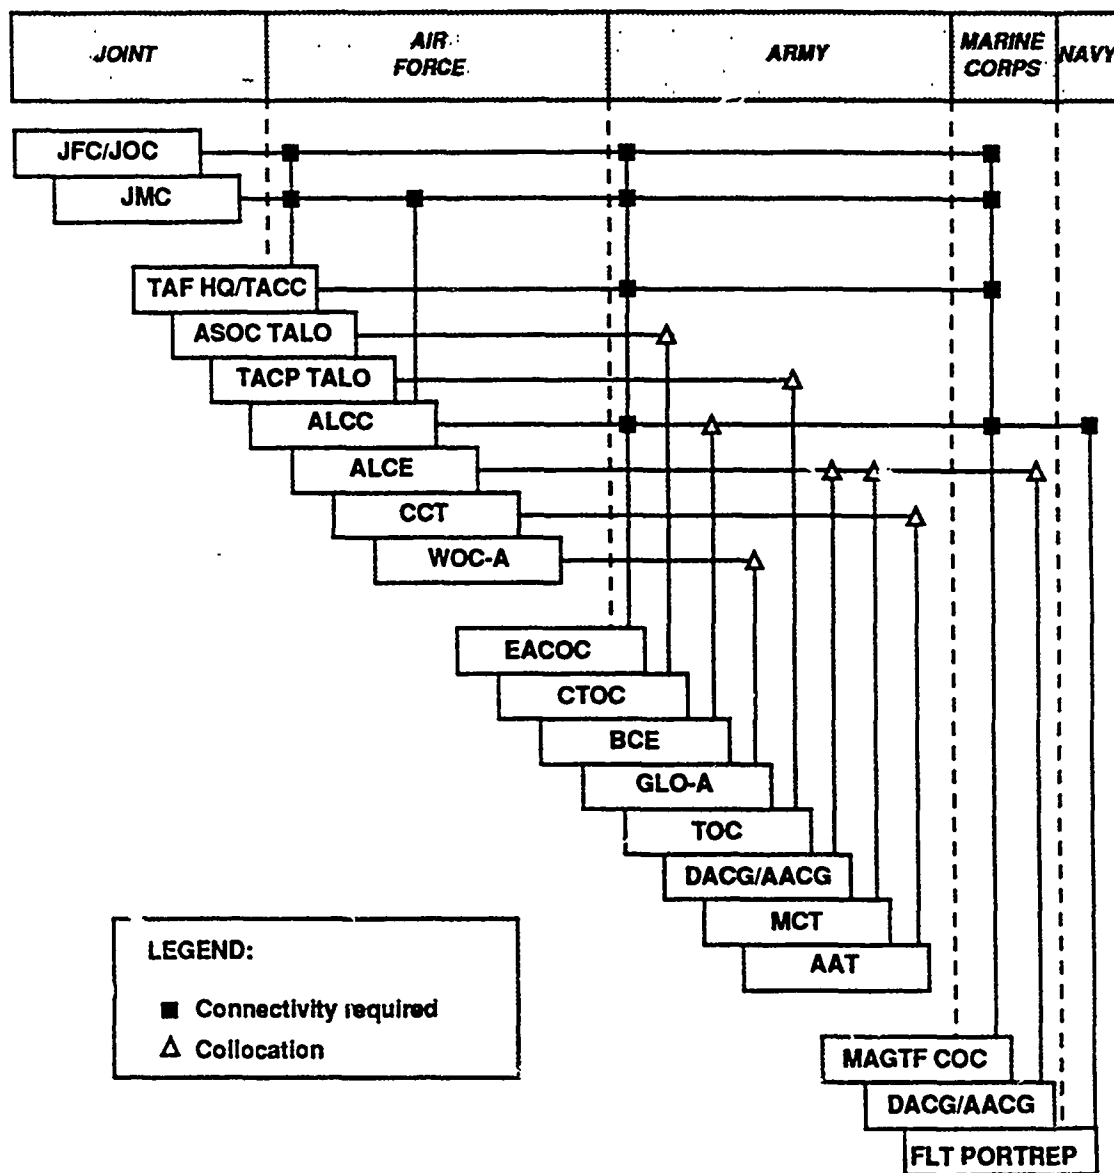 JOINT
AIR
FORCE
ARMY
MARINE
CORPS
NAVY
JFC/JOC
JMC
TAF HQ/TACC
ASOC TALO
TACP TALO
ALCC
ALCE
CCT
WOC-A
EACOC
CTOC
BCE
GLO-A
TOC
DACG/AACG
MCT
AAT
LEGEND:
Connectivity required
Collocation
MAGTF COC
DACG/AACG
FLT PORTREP